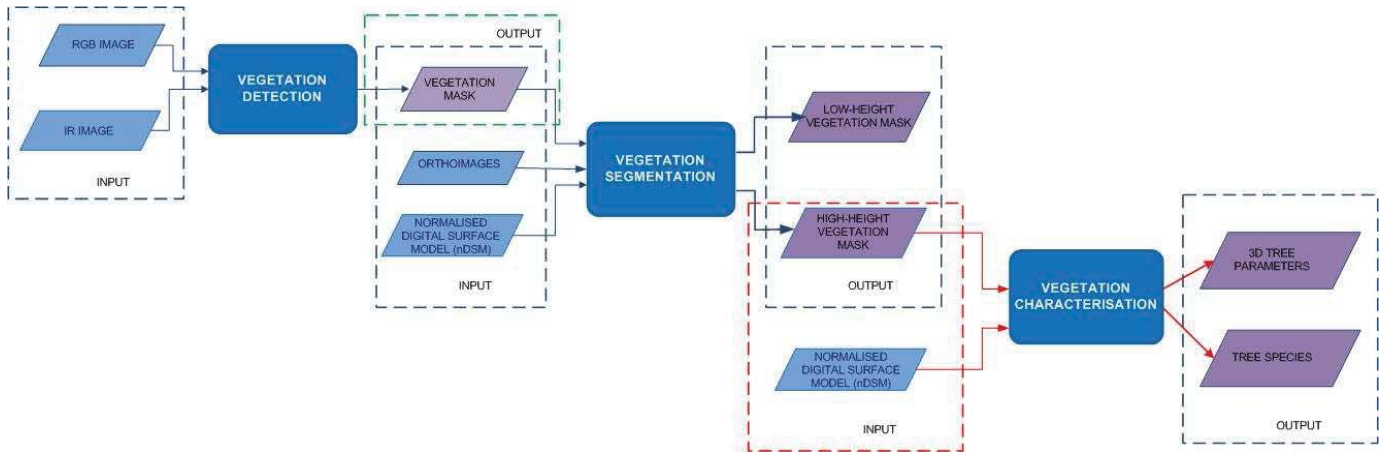 RGB IMAGE
IR IMAGE
INPUT
VEGETATION
DETECTION
OUTPUT
VEGETATION
MASK
ORTHOIMAGES
NORMALISED
DIGITAL SURFACE
MODEL (nDSM)
INPUT
VEGETATION
SEGMENTATION
LOW-HEIGHT
VEGETATION MASK
HIGH-HEIGHT
VEGETATION
MASK
OUTPUT
NORMALISED
DIGITAL SURFACE
MODEL (nDSM)
INPUT
VEGETATION
CHARACTERISATION
3D TREE
PARAMETERS
TREE SPECIES
OUTPUT